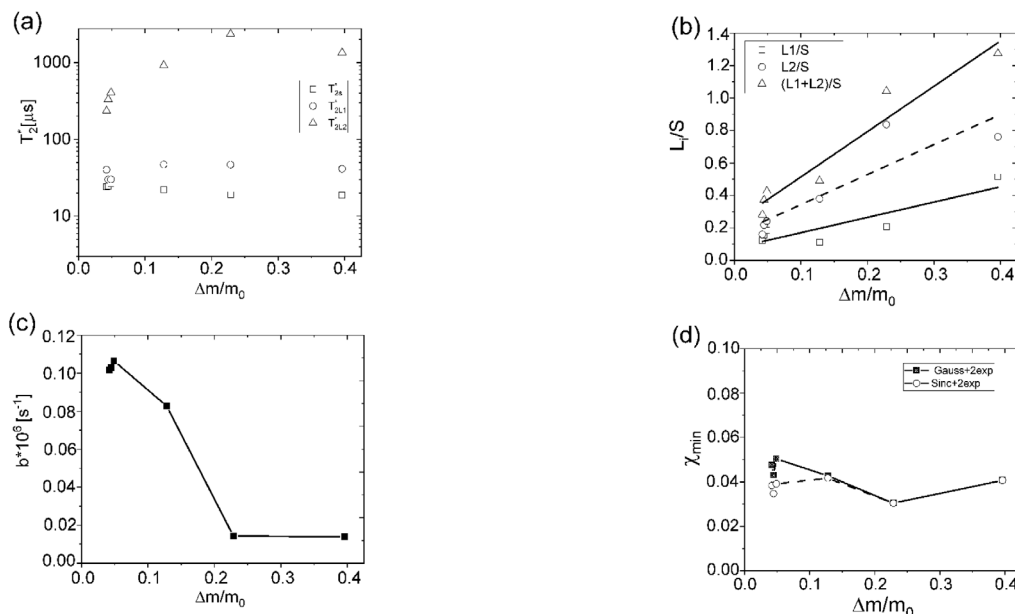 (a)
1000
100
10
T*2[μs]
T*2s
T*2L1
T*2L2
0.0 0.1 0.2 0.3 0.4
Δm/m0
(b)
1.4
1.2
1.0
0.8
0.6
0.4
0.2
0.0
Li/S
L1/S
L2/S
(L1+L2)/S
0.0 0.1 0.2 0.3 0.4
Δm/m0
(c)
0.12
0.10
0.08
0.06
0.04
0.02
0.00
b*10⁶ [s⁻¹]
0.0 0.1 0.2 0.3 0.4
Δm/m0
(d)
0.10
0.08
0.06
0.04
0.02
0.00
χmin
Gauss+2exp
Sinc+2exp
0.0 0.1 0.2 0.3 0.4
Δm/m0